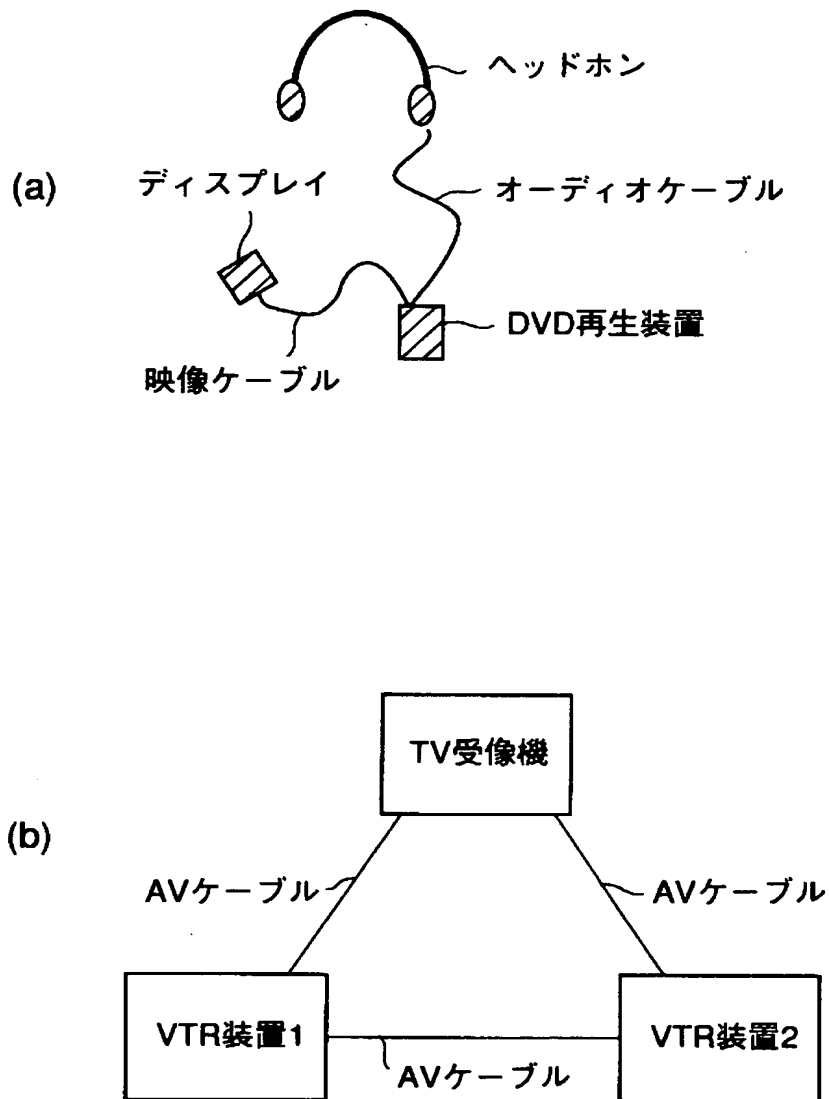 ヘッドホン
(a)
ディスプレイ
オーディオケーブル
DVD再生装置
映像ケーブル
TV受像機
(b)
AVケーブル
AVケーブル
VTR装置1
VTR装置2
AVケーブル